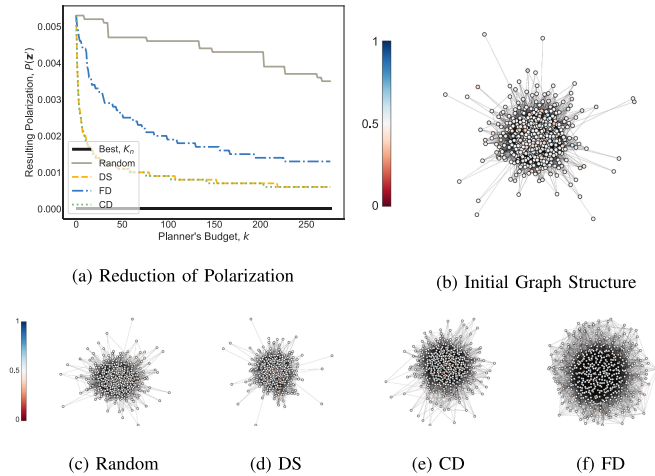 0.005
0.004
0.003
0.002
0.001
0.000
Resulting Polarization, P(z′)
Best, Kn
Random
DS
FD
CD
0 50 100 150 200 250
Planner's Budget, k
(a) Reduction of Polarization
1
0.5
0
(b) Initial Graph Structure
1
0.5
0
(c) Random (d) DS (e) CD (f) FD